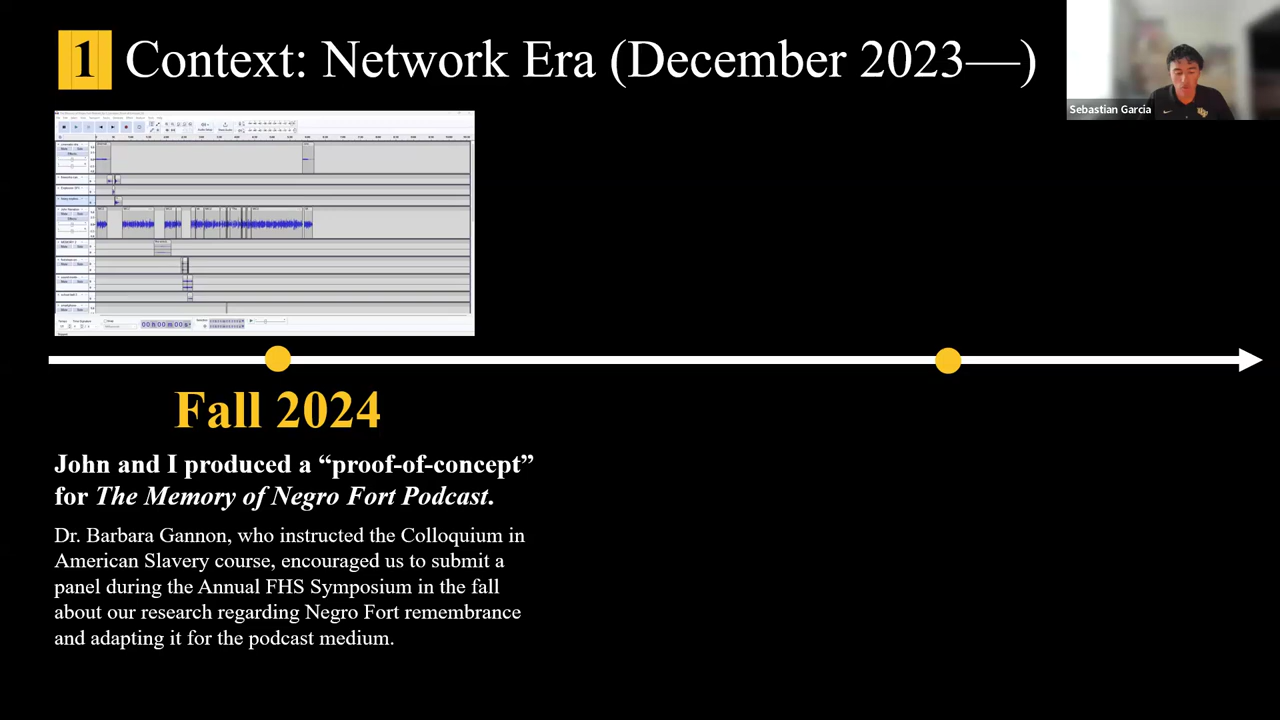 1 Context: Network Era (December 2023—)
Sebastian Garcia
00 h 00 m 00 s
Fall 2024
John and I produced a “proof-of-concept”
for The Memory of Negro Fort Podcast.
Dr. Barbara Gannon, who instructed the Colloquium in
American Slavery course, encouraged us to submit a
panel during the Annual FHS Symposium in the fall
about our research regarding Negro Fort remembrance
and adapting it for the podcast medium.